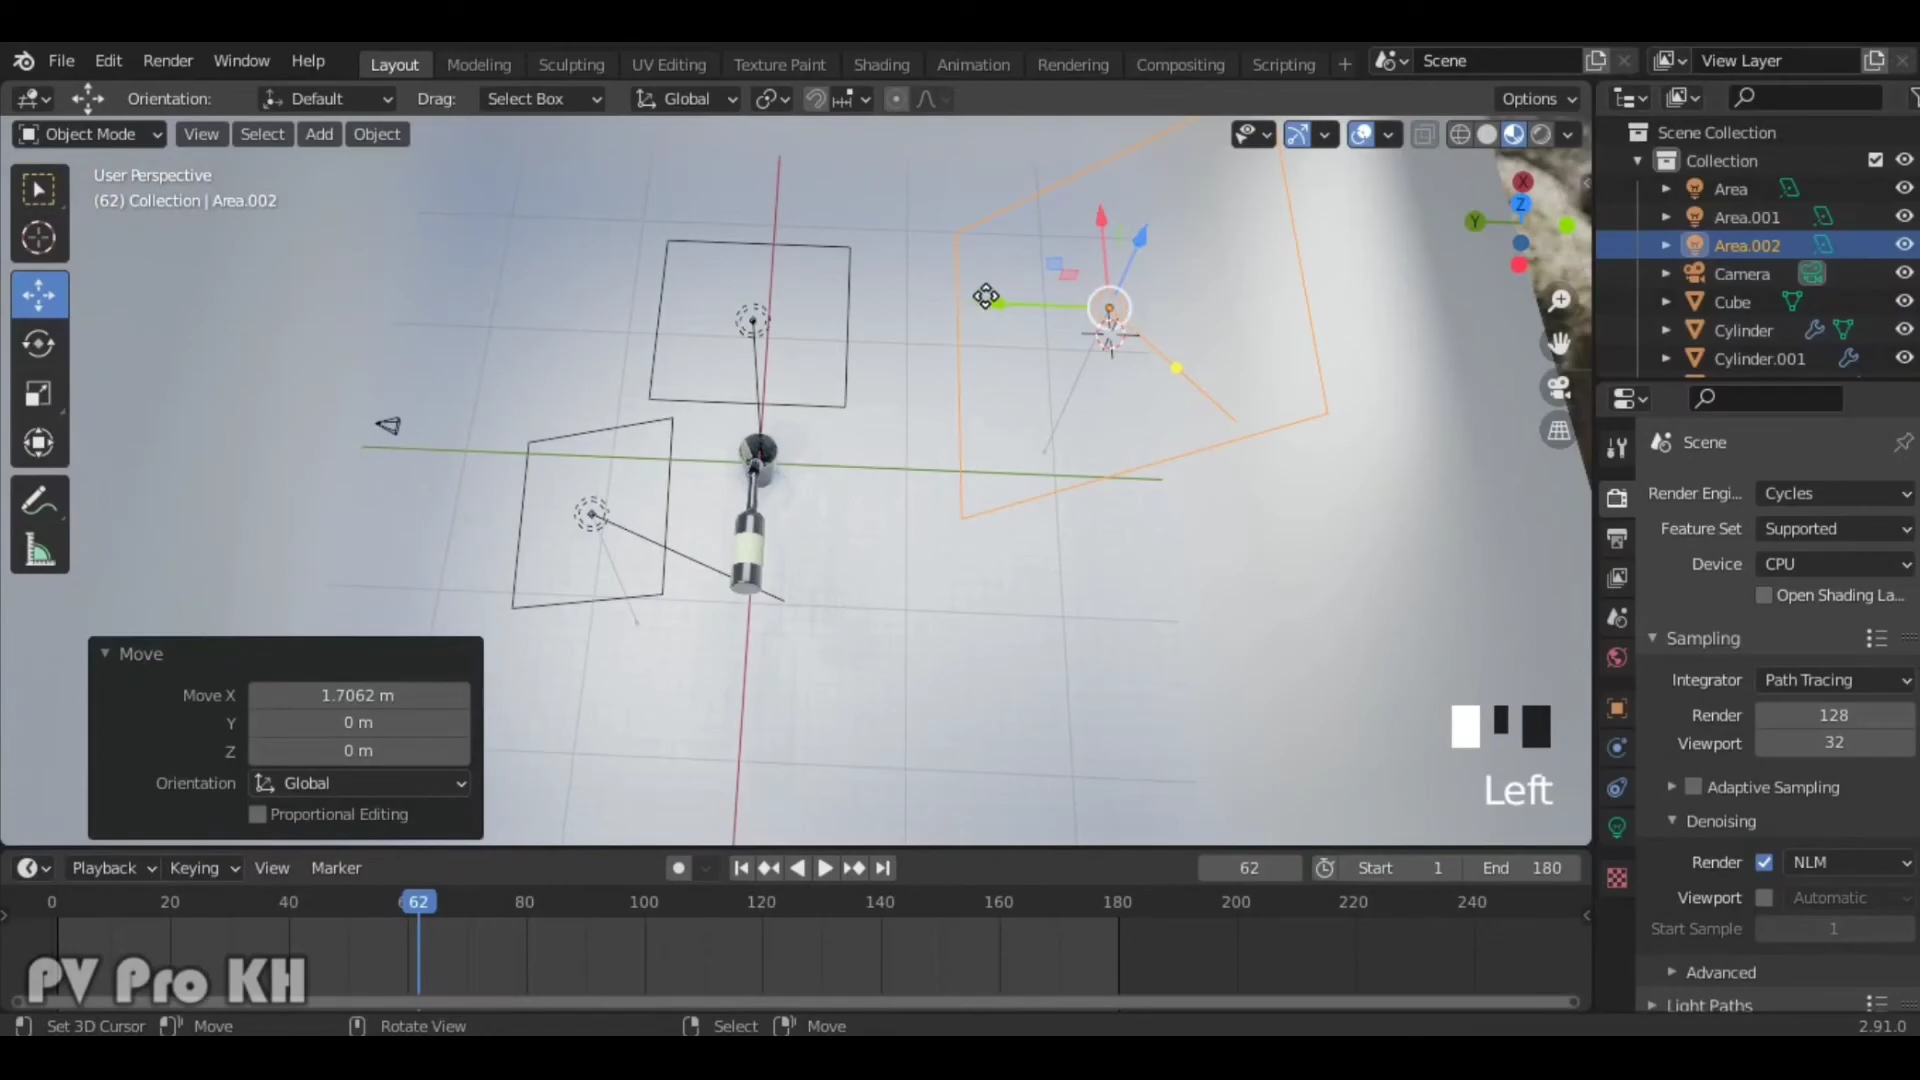 File Edit Render Window Help Layout Modeling Sculpting UV Editing Texture Paint Shading Animation Rendering Compositing Scripting + Scene View Layer
Orientation: Default Drag: Select Box Global Options
Object Mode View Select Add Object
User Perspective
(62) Collection | Area.002
X
Y
Z
Move
Move X 1.7062 m
Y 0 m
Z 0 m
Orientation Global
Proportional Editing
Left
Scene Collection
Collection
Area
Area.001
Area.002
Camera
Cube
Cylinder
Cylinder.001
Scene
Render Engi... Cycles
Feature Set Supported
Device CPU
Open Shading La...
Sampling
Integrator Path Tracing
Render 128
Viewport 32
Adaptive Sampling
Denoising
Render NLM
Viewport Automatic
Start Sample 1
Advanced
Light Paths
Playback Keying View Marker 62 Start 1 End 180
0 20 40 62 80 100 120 140 160 180 200 220 240
PV Pro KH
Set 3D Cursor Move Rotate View Select Move 2.91.0